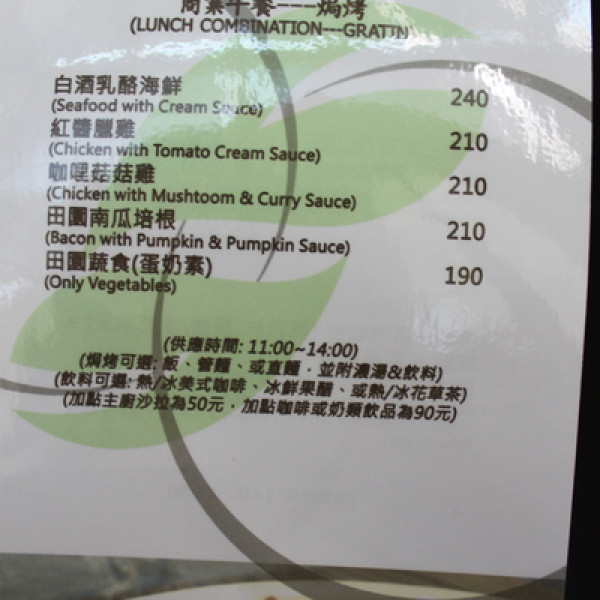 商業午餐---焗烤
(LUNCH COMBINATION---GRATIN
白酒乳酪海鮮 240
(Seafood with Cream Sauce)
紅醬臘雞 210
(Chicken with Tomato Cream Sauce)
咖哩菇菇雞 210
(Chicken with Mushtoom & Curry Sauce)
田園南瓜培根 210
(Bacon with Pumpkin & Pumpkin Sauce)
田園蔬食(蛋奶素) 190
(Only Vegetables)
(供應時間: 11:00~14:00)
(焗烤可選: 飯、管麵、或直麵，並附濃湯&飲料)
(飲料可選: 熱/冰美式咖啡、冰鮮果醋、或熱/冰花草茶)
(加點主廚沙拉為50元，加點咖啡或奶類飲品為90元)